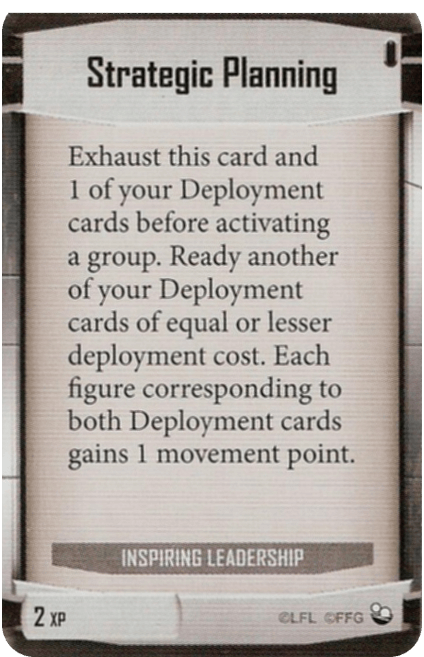 Strategic Planning
Exhaust this card and
1 of your Deployment
cards before activating
a group. Ready another
of your Deployment
cards of equal or lesser
deployment cost. Each
figure corresponding to
both Deployment cards
gains 1 movement point.
INSPIRING LEADERSHIP
2 XP
©LFL ©FFG